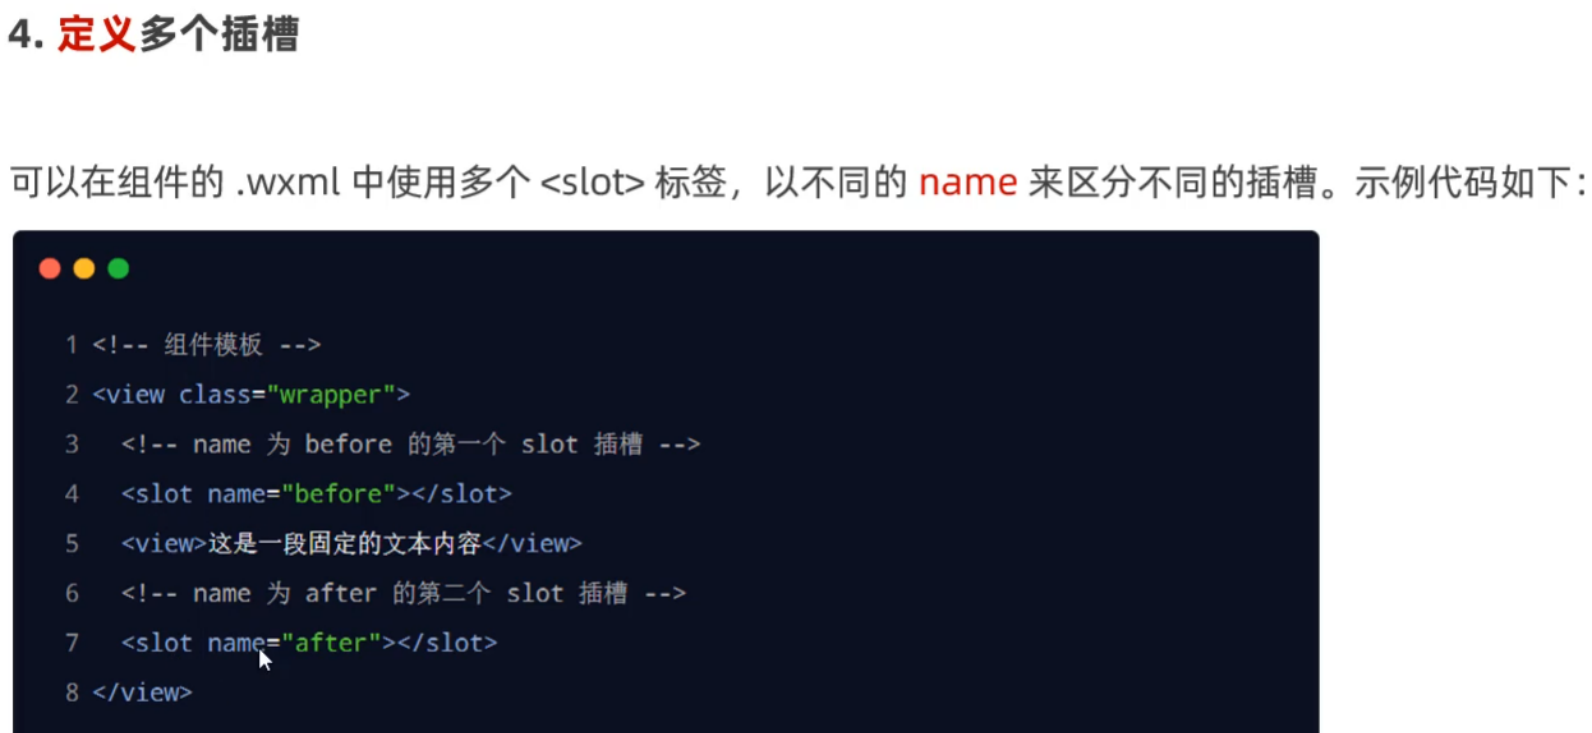 4. 定义多个插槽
可以在组件的 .wxml 中使用多个 <slot> 标签，以不同的 name 来区分不同的插槽。示例代码如下：
1 <!-- 组件模板 -->
2 <view class="wrapper">
3   <!-- name 为 before 的第一个 slot 插槽 -->
4   <slot name="before"></slot>
5   <view>这是一段固定的文本内容</view>
6   <!-- name 为 after 的第二个 slot 插槽 -->
7   <slot name="after"></slot>
8 </view>